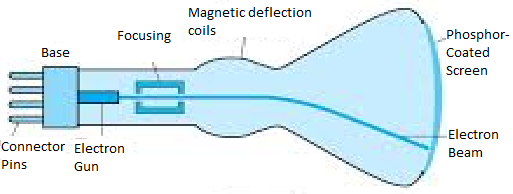 Magnetic deflection
coils
Focusing
Phosphor-
Coated
Screen
Base
Connector
Pins
Electron
Gun
Electron
Beam